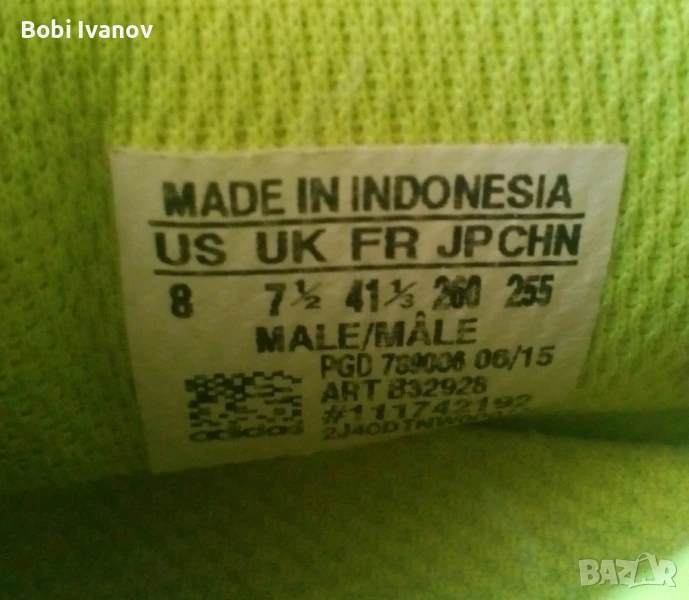 Bobi Ivanov
MADE IN INDONESIA
US UK FR JP CHN
8 7½ 41⅓ 260 255
MALE/MÂLE
PGD 789006 06/15
ART B32928
#111742192
adidas
BAZAR